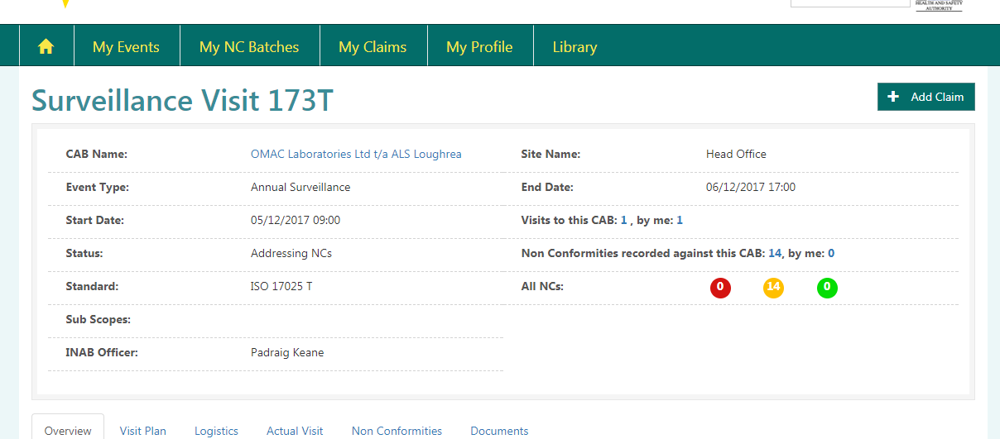 HEALTH AND SAFETY
AUTHORITY
My Events
My NC Batches
My Claims
My Profile
Library
Surveillance Visit 173T
+ Add Claim
CAB Name: OMAC Laboratories Ltd t/a ALS Loughrea Site Name: Head Office
Event Type: Annual Surveillance End Date: 06/12/2017 17:00
Start Date: 05/12/2017 09:00 Visits to this CAB: 1 , by me: 1
Status: Addressing NCs Non Conformities recorded against this CAB: 14, by me: 0
Standard: ISO 17025 T All NCs: 0 14 0
Sub Scopes:
INAB Officer: Padraig Keane
Overview Visit Plan Logistics Actual Visit Non Conformities Documents